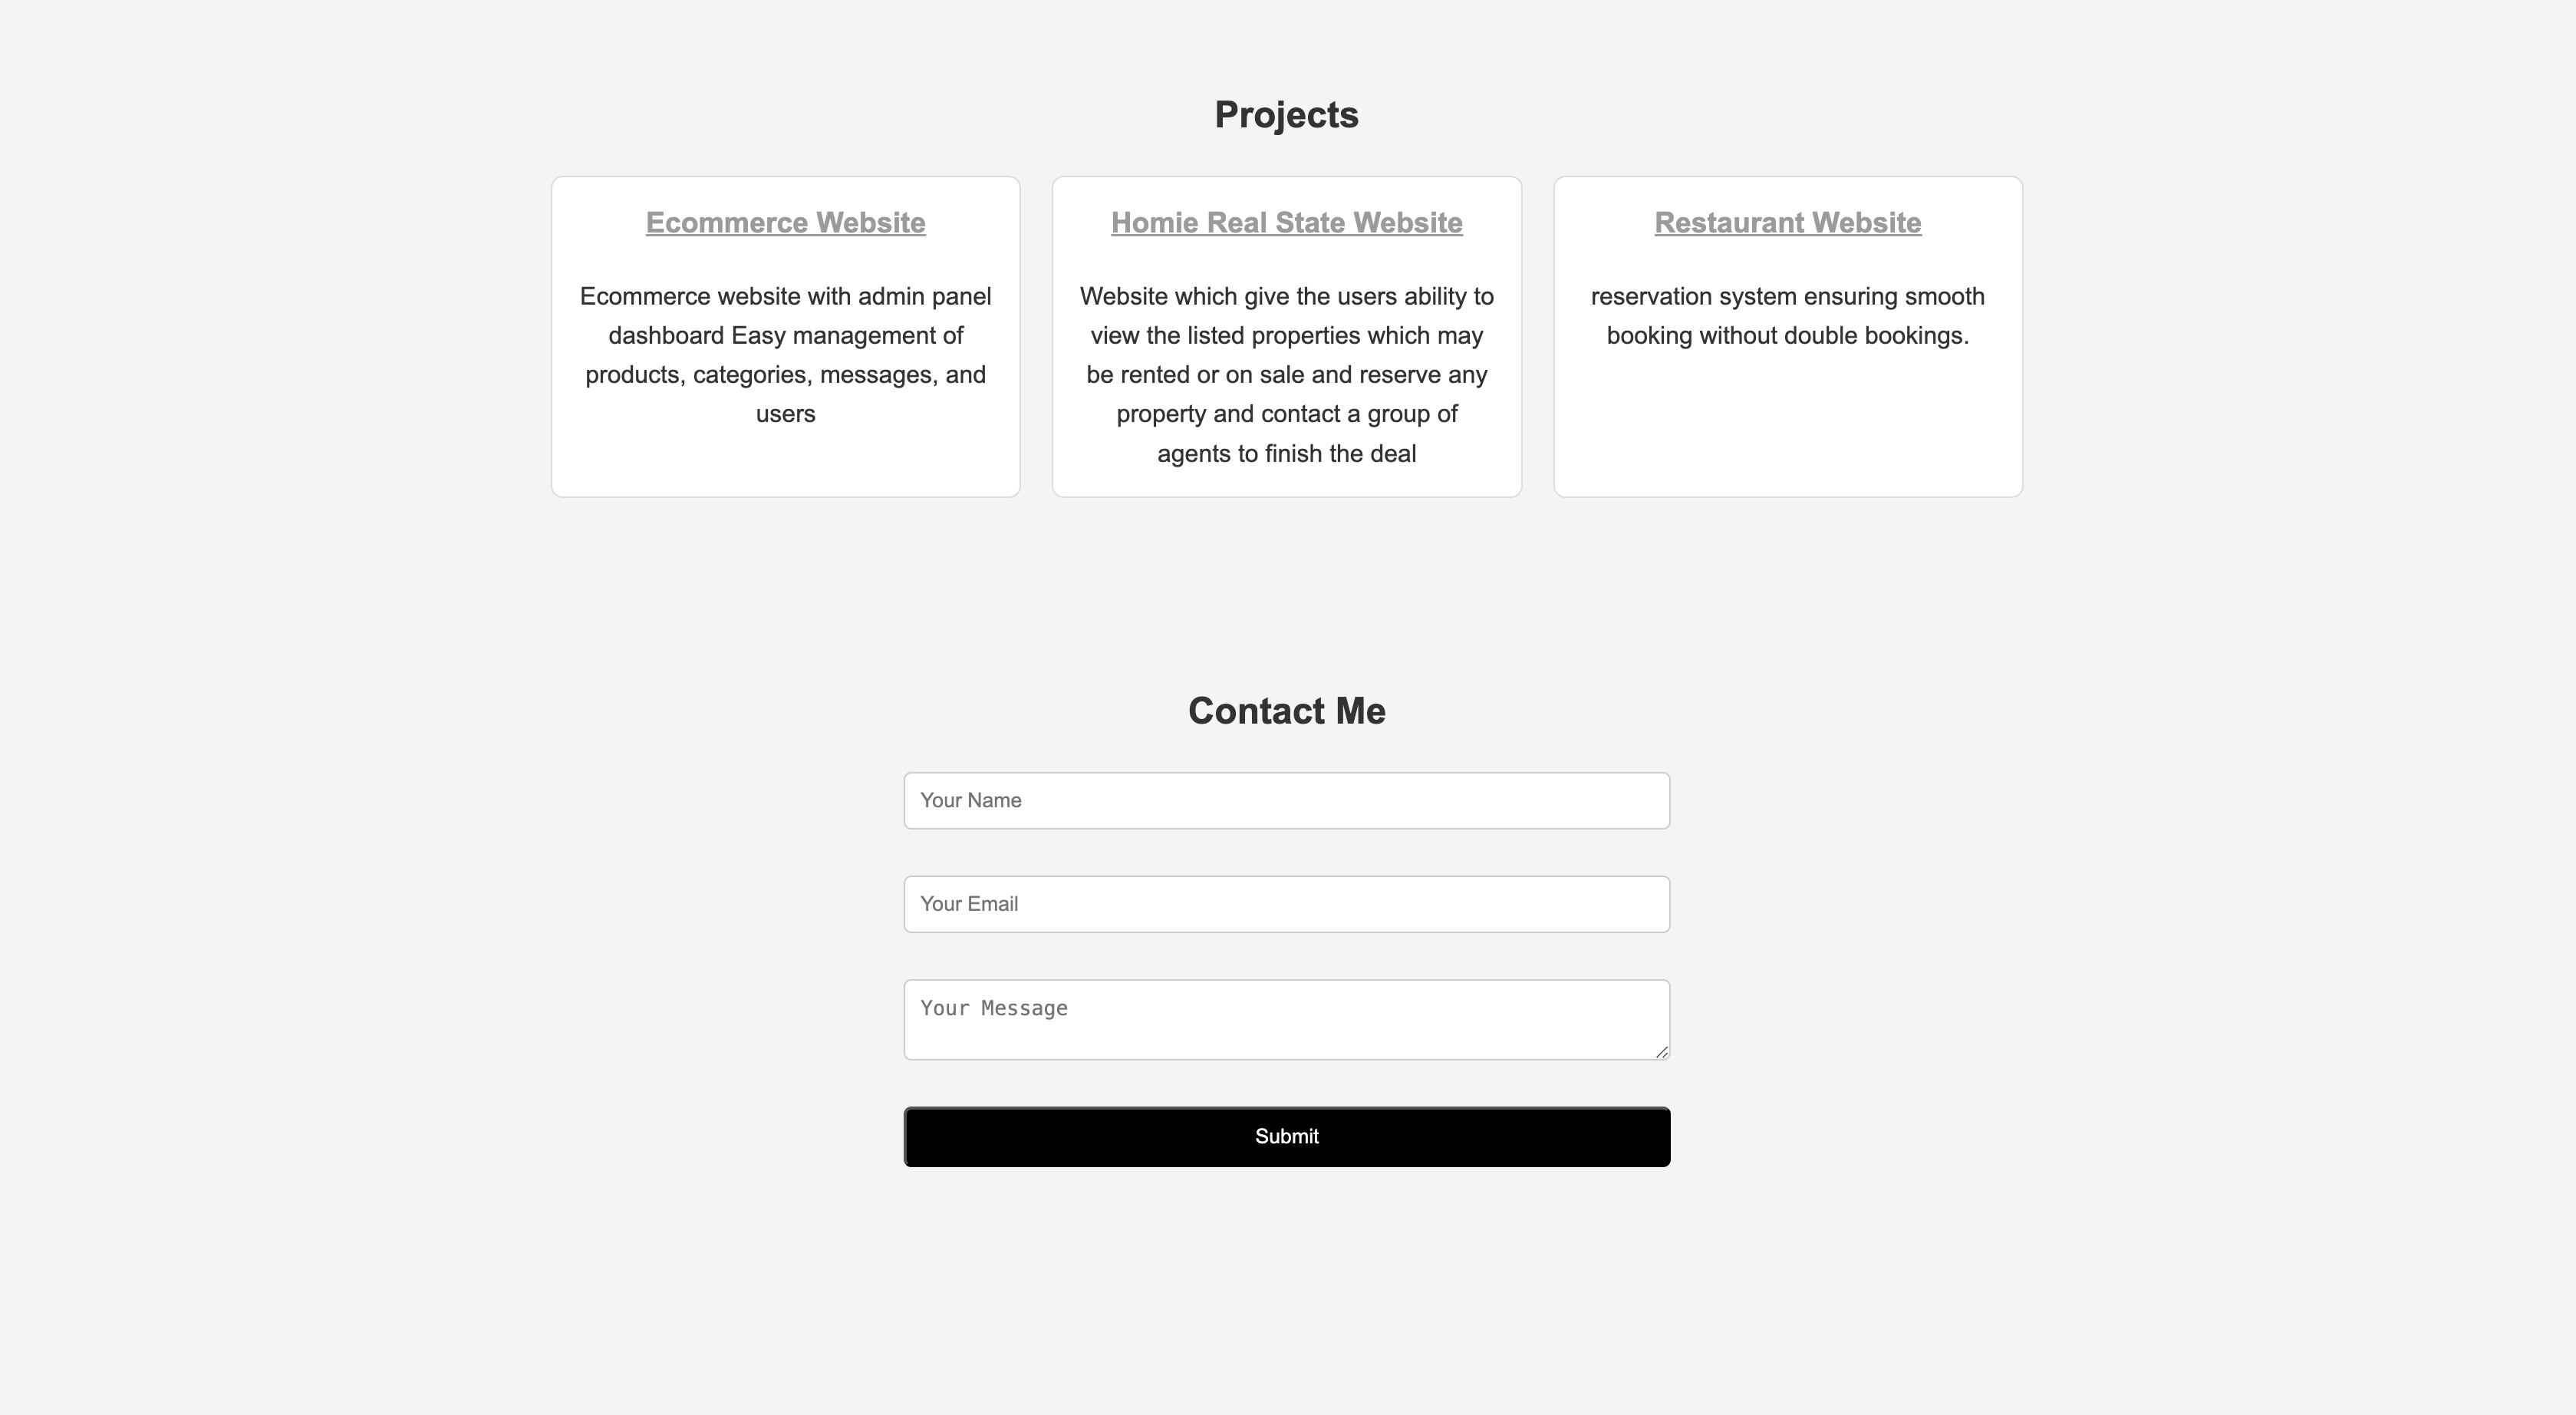 Projects
Ecommerce Website
Ecommerce website with admin panel
dashboard Easy management of
products, categories, messages, and
users
Homie Real State Website
Website which give the users ability to
view the listed properties which may
be rented or on sale and reserve any
property and contact a group of
agents to finish the deal
Restaurant Website
reservation system ensuring smooth
booking without double bookings.
Contact Me
Your Name
Your Email
Your Message
Submit